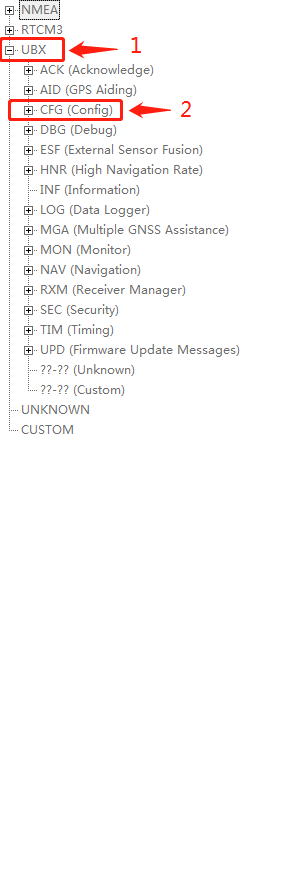 NMEA
RTCM3
UBX 1
ACK (Acknowledge)
AID (GPS Aiding)
CFG (Config) 2
DBG (Debug)
ESF (External Sensor Fusion)
HNR (High Navigation Rate)
INF (Information)
LOG (Data Logger)
MGA (Multiple GNSS Assistance)
MON (Monitor)
NAV (Navigation)
RXM (Receiver Manager)
SEC (Security)
TIM (Timing)
UPD (Firmware Update Messages)
??-?? (Unknown)
??-?? (Custom)
UNKNOWN
CUSTOM